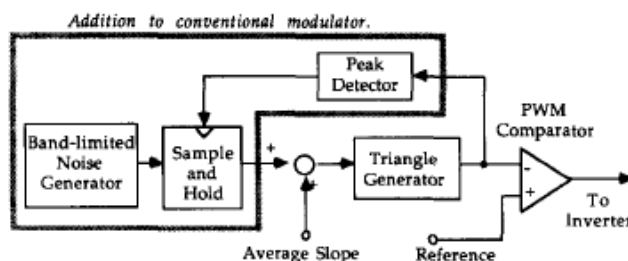 Addition to conventional modulator.
Peak
Detector
PWM
Comparator
Band-limited
Noise
Generator
Sample
and
Hold
+
+
Triangle
Generator
-
+
To
Inverter
Average Slope
Reference